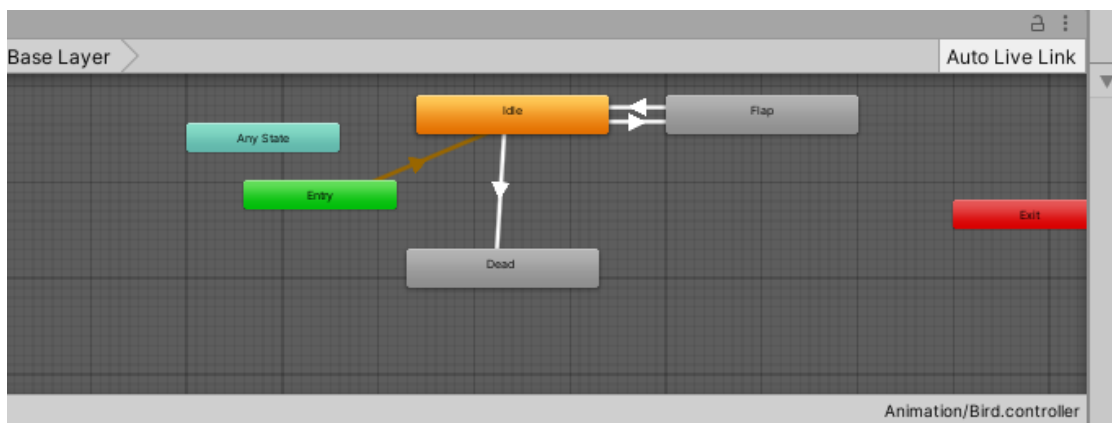 Base Layer
Auto Live Link
Idle
Flap
Any State
Entry
Exit
Dead
Animation/Bird.controller